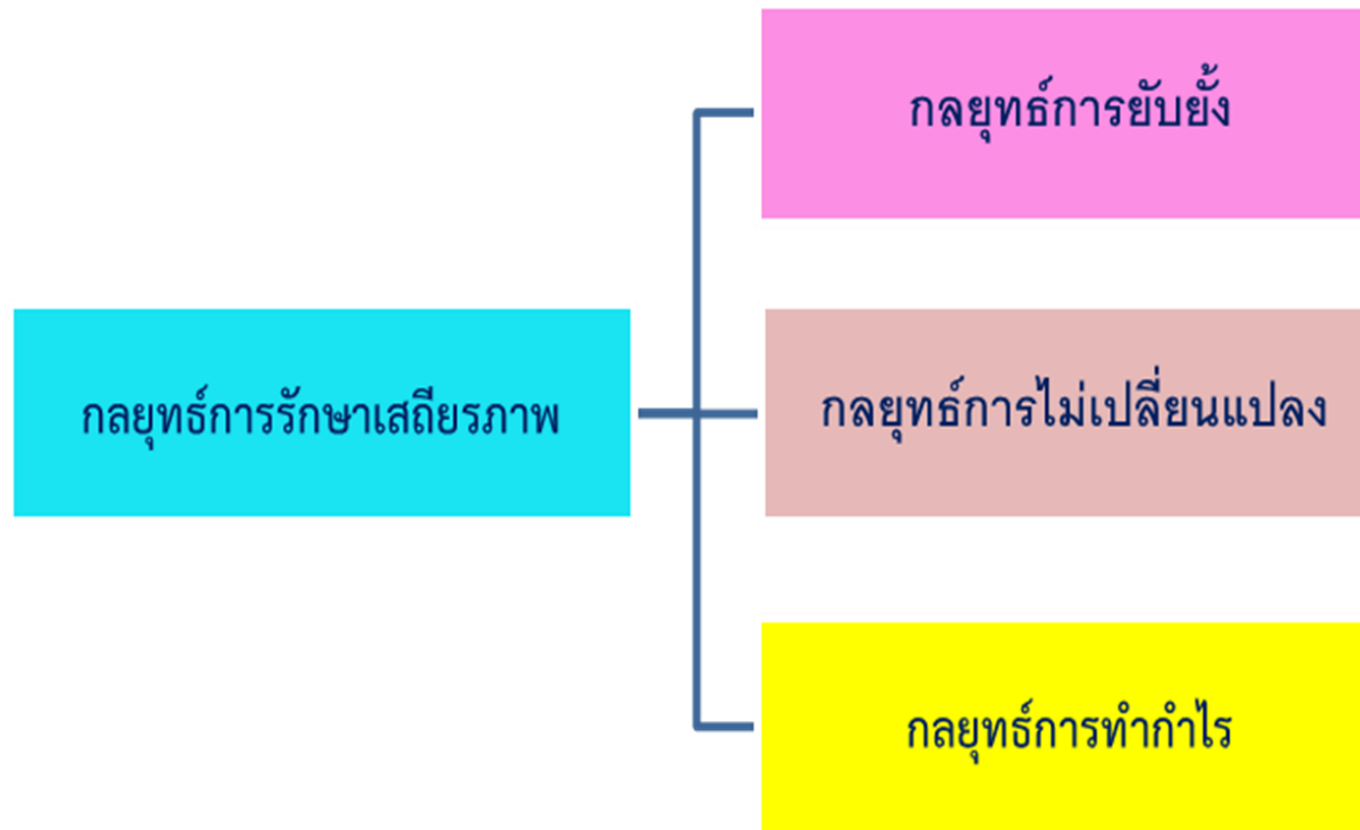 กลยุทธ์การยับยั้ง
กลยุทธ์การรักษาเสถียรภาพ
กลยุทธ์การไม่เปลี่ยนแปลง
กลยุทธ์การทำกำไร